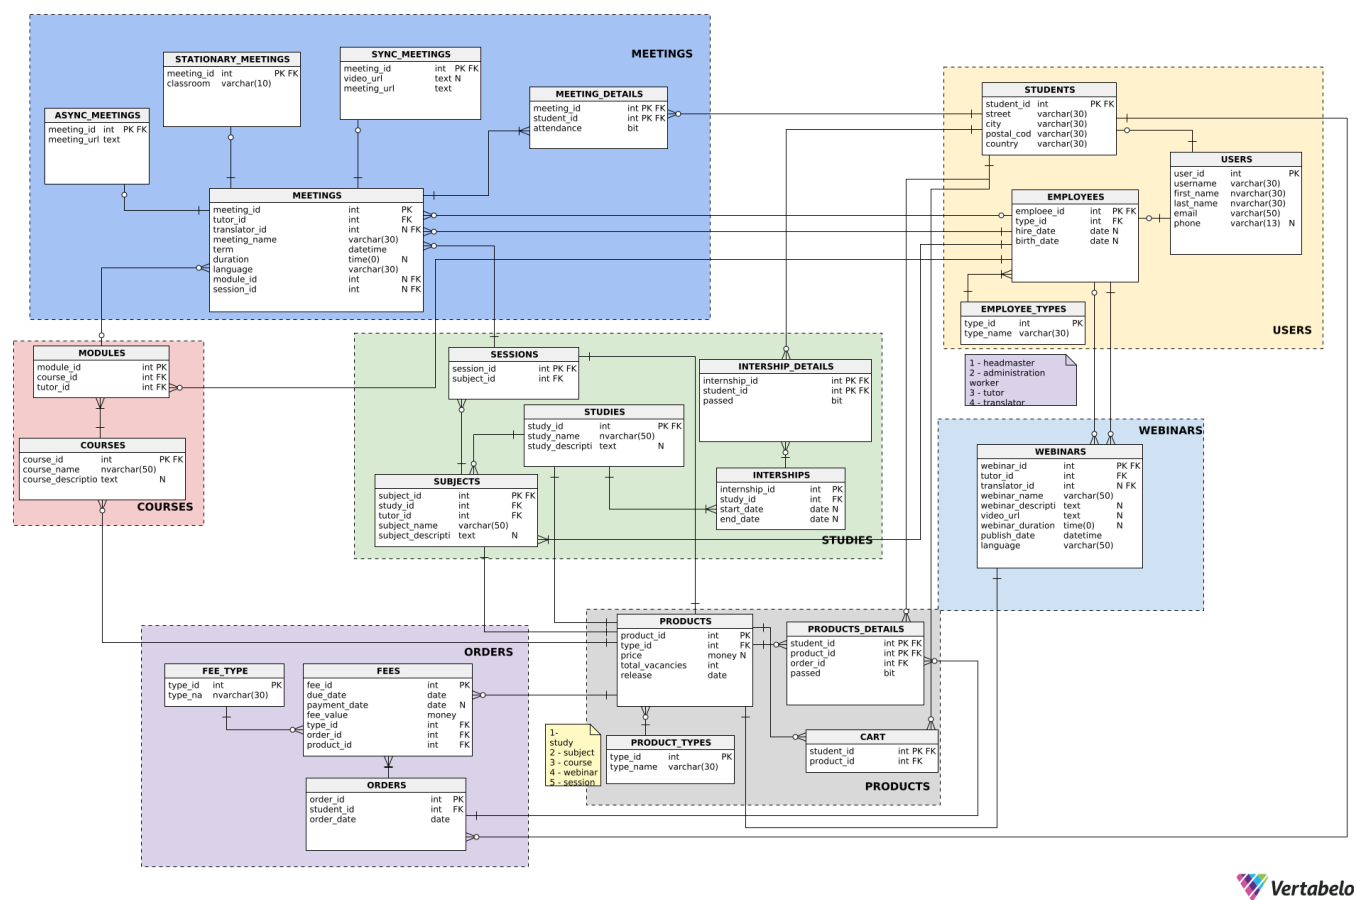 MEETINGS
STATIONARY_MEETINGS
meeting_id int PK FK
classroom varchar(10)
SYNC_MEETINGS
meeting_id int PK FK
video_url text N
meeting_url text
MEETING_DETAILS
meeting_id int PK FK
student_id int PK FK
attendance bit
ASYNC_MEETINGS
meeting_id int PK FK
meeting_url text
MEETINGS
meeting_id int PK
tutor_id int FK
translator_id int N FK
meeting_name varchar(30)
term datetime
duration time(0) N
language varchar(30)
module_id int N FK
session_id int N FK
STUDENTS
student_id int PK FK
street varchar(30)
city varchar(30)
postal_cod varchar(30)
country varchar(30)
USERS
user_id int PK
username varchar(30)
first_name nvarchar(30)
last_name nvarchar(30)
email varchar(50)
phone varchar(13) N
EMPLOYEES
emploee_id int PK FK
type_id int FK
hire_date date N
birth_date date N
EMPLOYEE_TYPES
type_id int PK
type_name varchar(30)
USERS
1 - headmaster
2 - administration
worker
3 - tutor
4 - translator
MODULES
module_id int PK
course_id int FK
tutor_id int FK
COURSES
course_id int PK FK
course_name nvarchar(50)
course_descriptio text N
COURSES
SESSIONS
session_id int PK FK
subject_id int FK
STUDIES
study_id int PK FK
study_name nvarchar(50)
study_descripti text N
INTERSHIP_DETAILS
internship_id int PK FK
student_id int PK FK
passed bit
INTERSHIPS
internship_id int PK
study_id int FK
start_date date N
end_date date N
SUBJECTS
subject_id int PK FK
study_id int FK
tutor_id int FK
subject_name varchar(50)
subject_descripti text N
STUDIES
WEBINARS
WEBINARS
webinar_id int PK FK
tutor_id int FK
translator_id int N FK
webinar_name varchar(50)
webinar_descripti text N
video_url text N
webinar_duration time(0) N
publish_date datetime
language varchar(50)
ORDERS
FEE_TYPE
type_id int PK
type_na nvarchar(30)
FEES
fee_id int PK
due_date date
payment_date date N
fee_value money
type_id int FK
order_id int FK
product_id int FK
ORDERS
order_id int PK
student_id int FK
order_date date
PRODUCTS
product_id int PK
type_id int FK
price money N
total_vacancies int
release date
PRODUCTS_DETAILS
student_id int PK FK
product_id int PK FK
order_id int FK
passed bit
1-
study
2 - subject
3 - course
4 - webinar
5 - session
PRODUCT_TYPES
type_id int PK
type_name varchar(30)
CART
student_id int PK FK
product_id int FK
PRODUCTS
Vertabelo